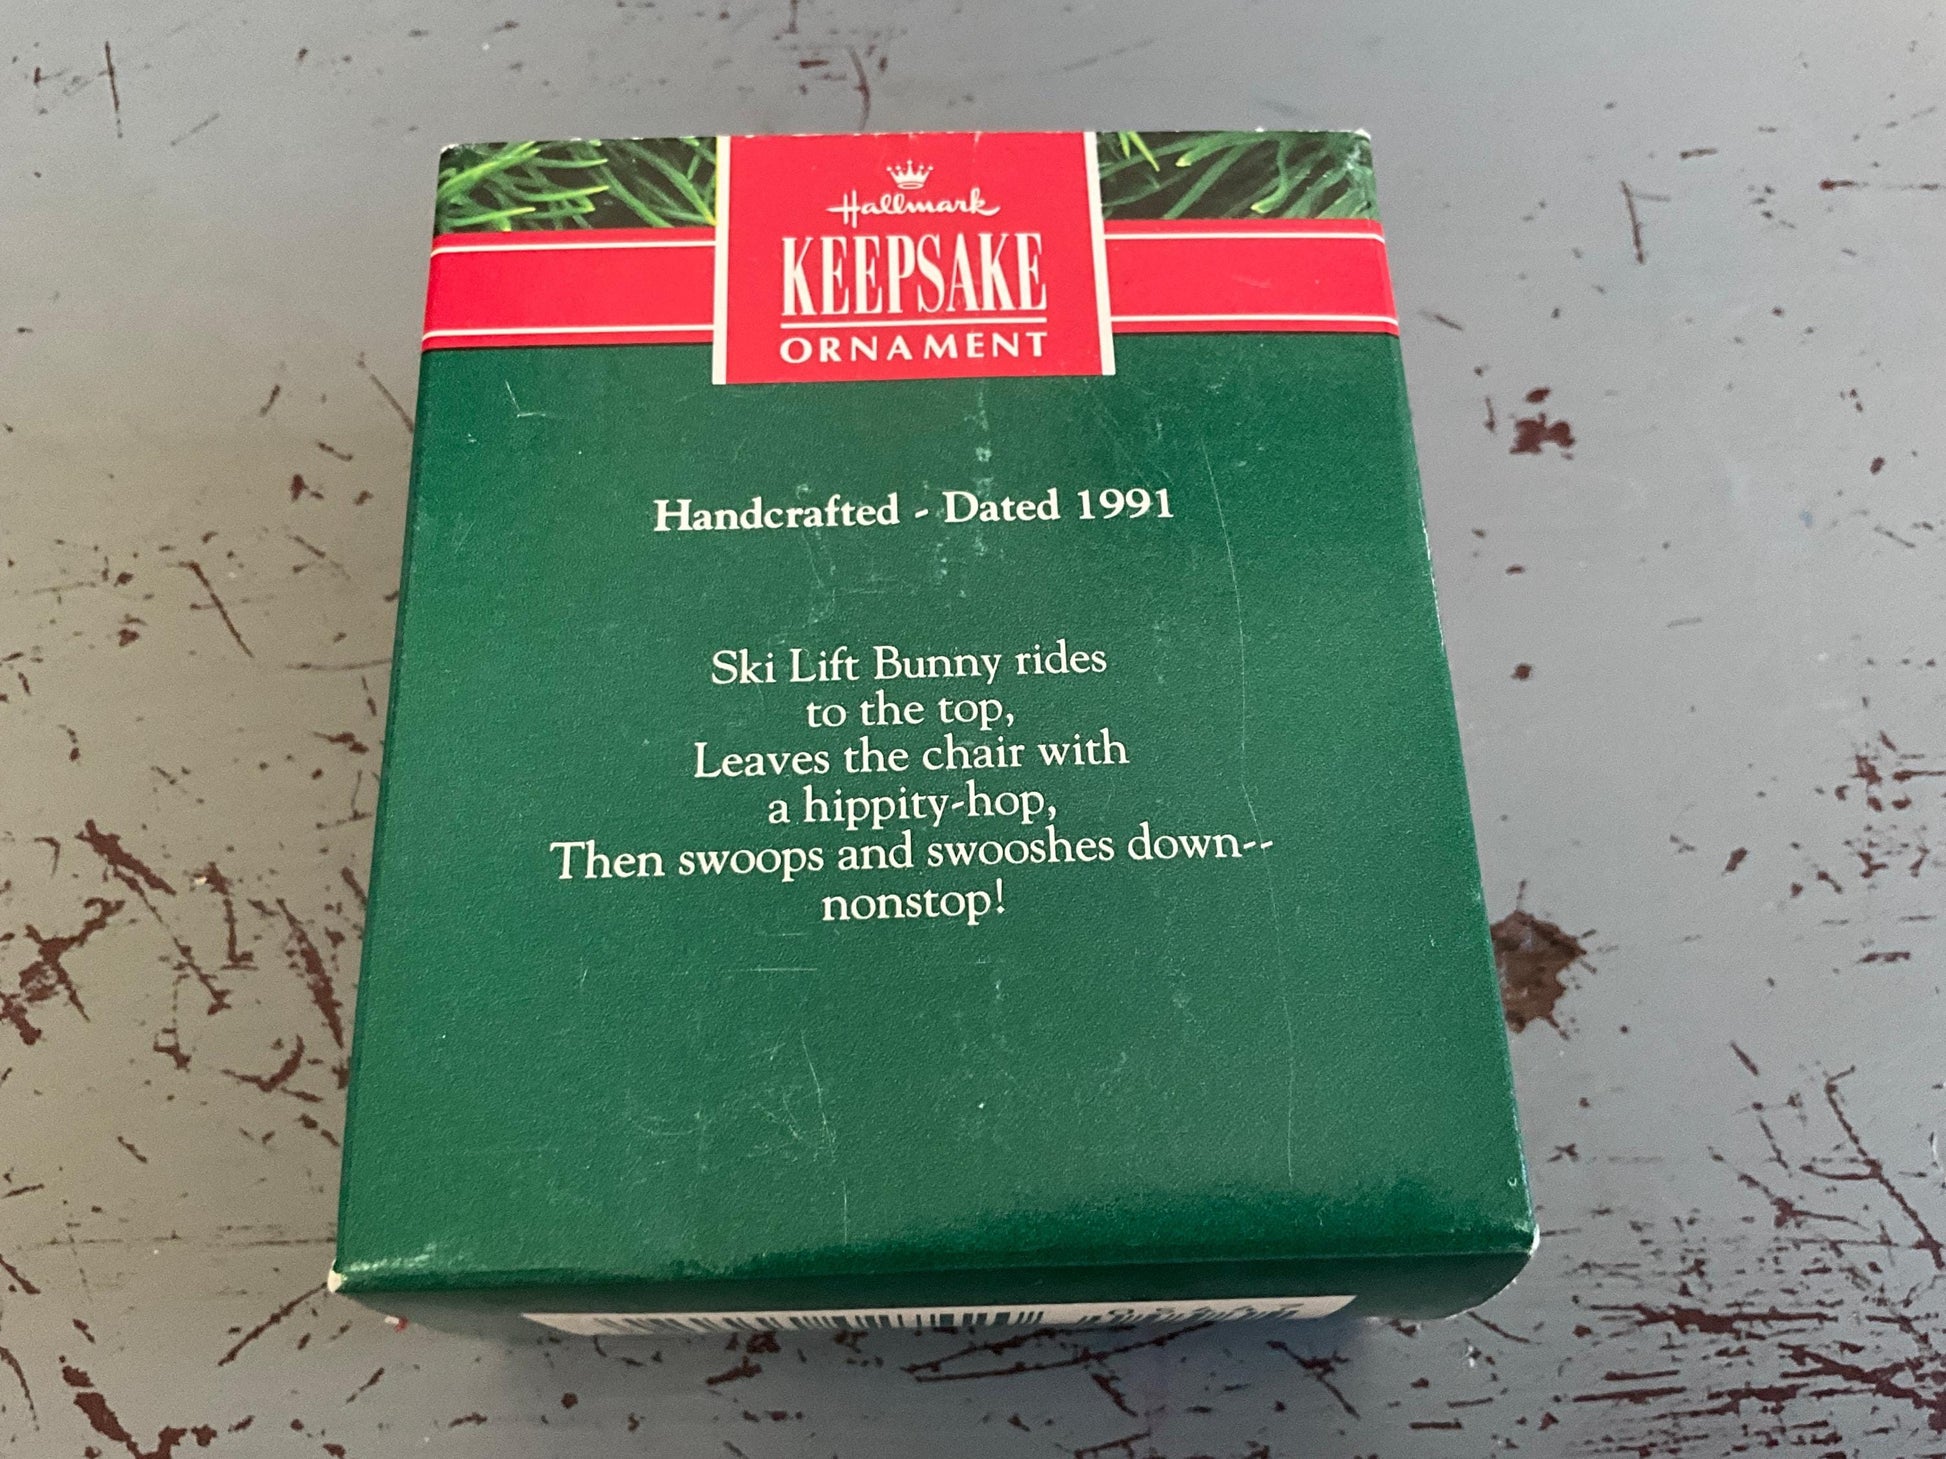 Hallmark
KEEPSAKE
ORNAMENT
Handcrafted - Dated 1991
Ski Lift Bunny rides
to the top,
Leaves the chair with
a hippity-hop,
Then swoops and swooshes down--
nonstop!